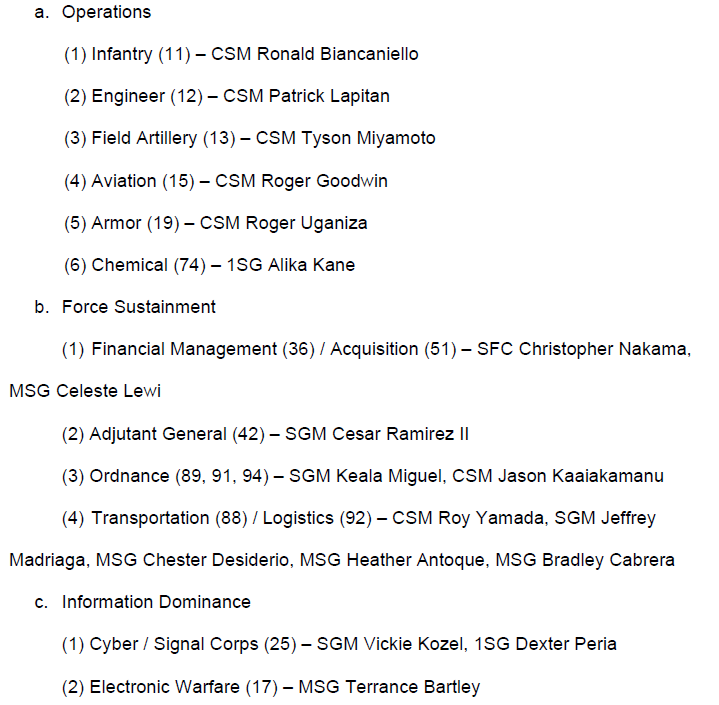 a. Operations
(1) Infantry (11) – CSM Ronald Biancaniello
(2) Engineer (12) – CSM Patrick Lapitan
(3) Field Artillery (13) – CSM Tyson Miyamoto
(4) Aviation (15) – CSM Roger Goodwin
(5) Armor (19) – CSM Roger Uganiza
(6) Chemical (74) – 1SG Alika Kane
b. Force Sustainment
(1) Financial Management (36) / Acquisition (51) – SFC Christopher Nakama,
MSG Celeste Lewi
(2) Adjutant General (42) – SGM Cesar Ramirez II
(3) Ordnance (89, 91, 94) – SGM Keala Miguel, CSM Jason Kaaiakamanu
(4) Transportation (88) / Logistics (92) – CSM Roy Yamada, SGM Jeffrey
Madriaga, MSG Chester Desiderio, MSG Heather Antoque, MSG Bradley Cabrera
c. Information Dominance
(1) Cyber / Signal Corps (25) – SGM Vickie Kozel, 1SG Dexter Peria
(2) Electronic Warfare (17) – MSG Terrance Bartley